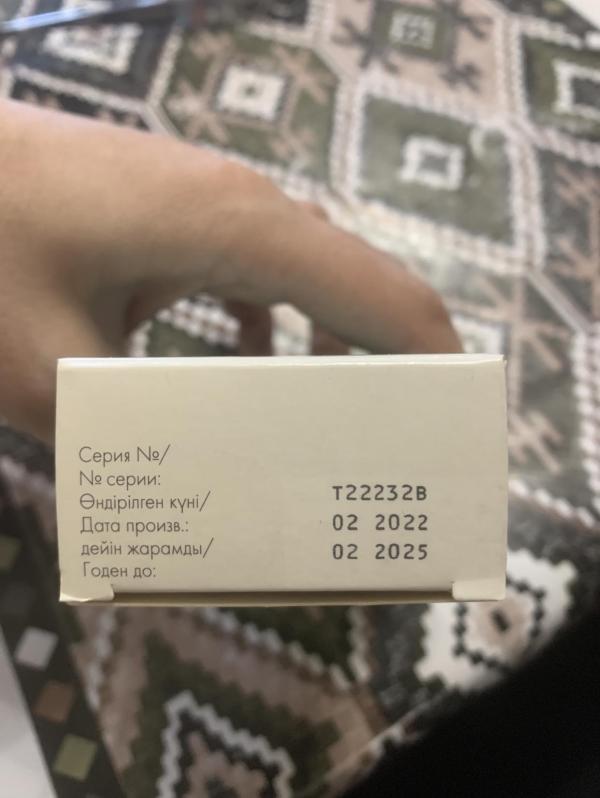 Серия №/
№ серии:
Өндірілген күні/
Дата произв.:
дейін жарамды/
Годен до:
T22232B
02 2022
02 2025